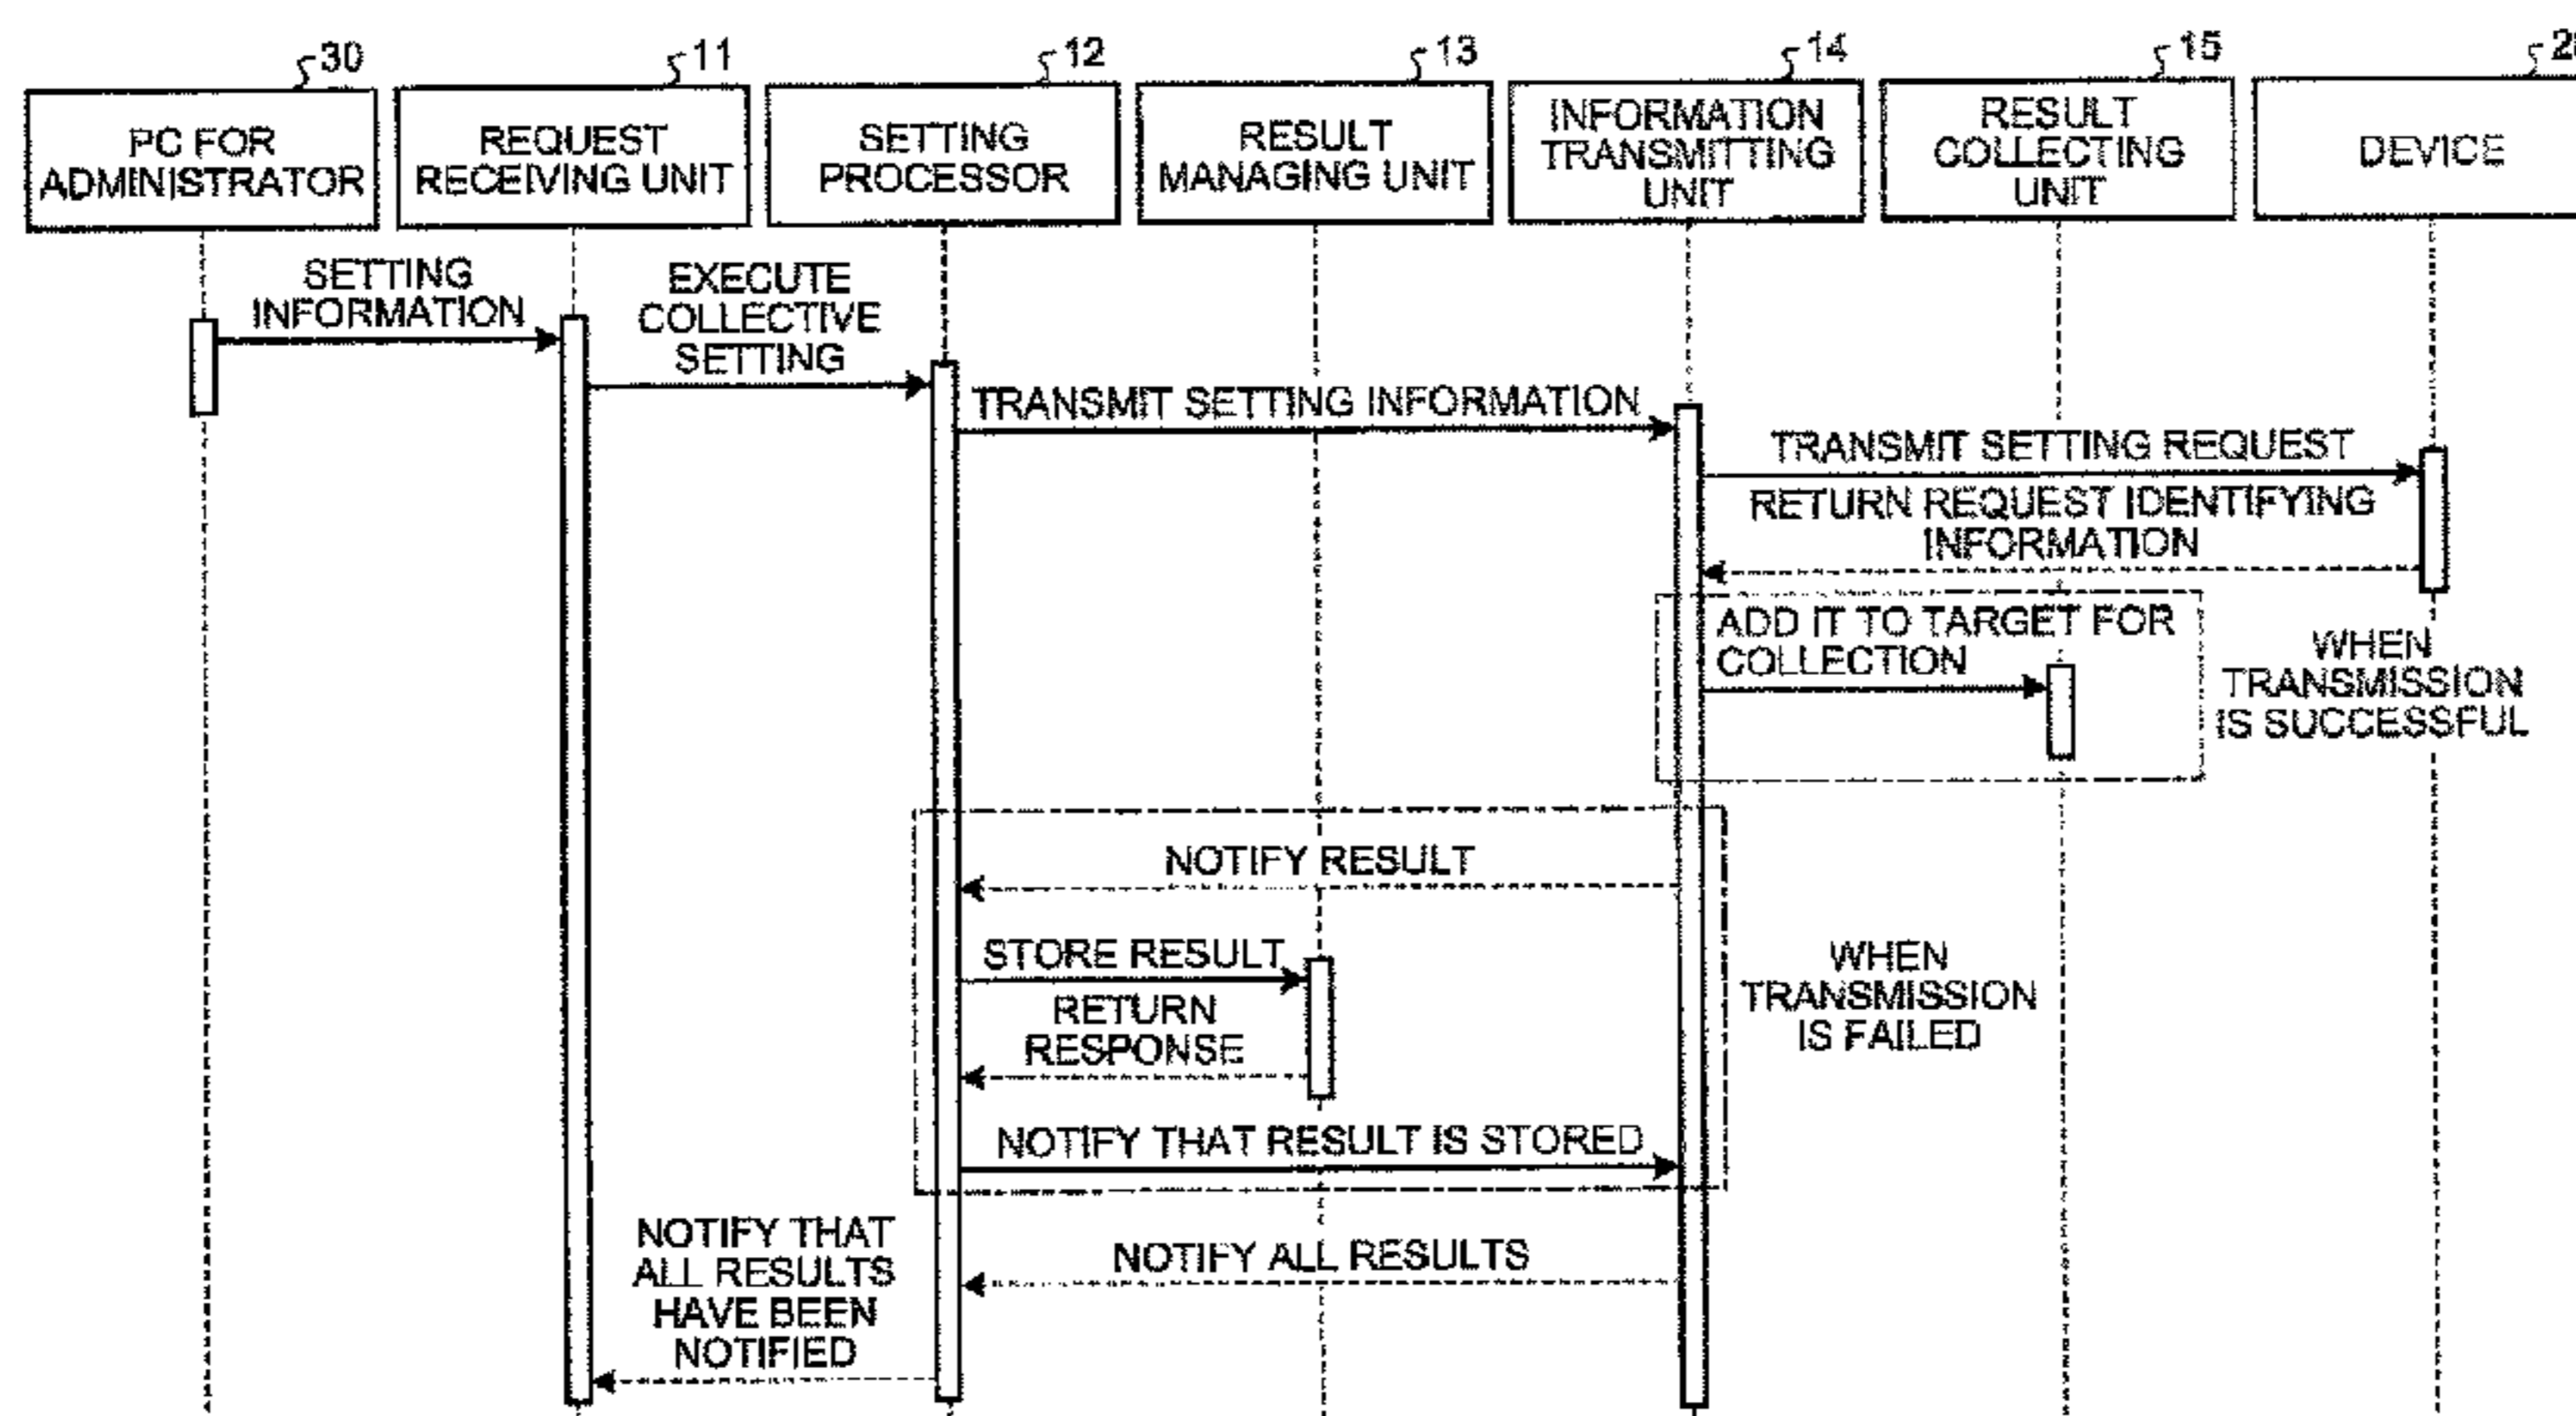 30
11
12
13
14
15
PC FOR
ADMINISTRATOR
REQUEST
RECEIVING UNIT
SETTING
PROCESSOR
RESULT
MANAGING UNIT
INFORMATION
TRANSMITTING
UNIT
RESULT
COLLECTING
UNIT
DEVICE
SETTING
INFORMATION
EXECUTE
COLLECTIVE
SETTING
TRANSMIT SETTING INFORMATION
TRANSMIT SETTING REQUEST
RETURN REQUEST IDENTIFYING
INFORMATION
ADD IT TO TARGET FOR
COLLECTION
WHEN
TRANSMISSION
IS SUCCESSFUL
NOTIFY RESULT
STORE RESULT
RETURN
RESPONSE
WHEN
TRANSMISSION
IS FAILED
NOTIFY THAT RESULT IS STORED
NOTIFY THAT
ALL RESULTS
HAVE BEEN
NOTIFIED
NOTIFY ALL RESULTS